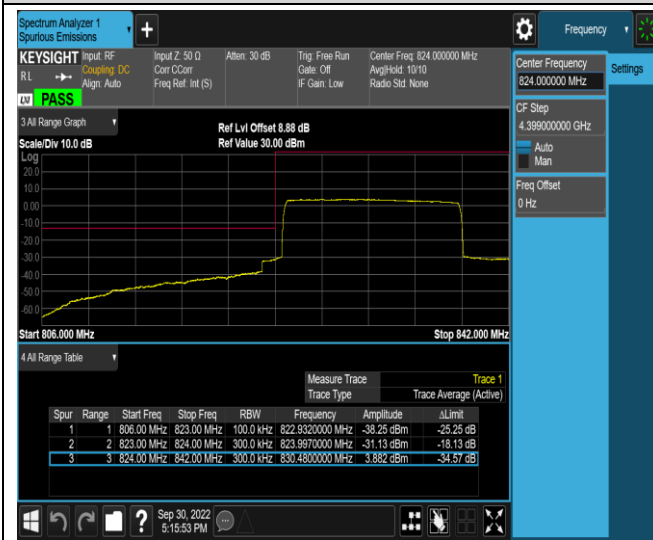 Spectrum Analyzer 1
Spurious Emissions
Frequency
KEYSIGHT
RL
LXI PASS
Input: RF
Coupling: DC
Align: Auto
Input Z: 50 Ω
Corr CCorr
Freq Ref: Int (S)
Atten: 30 dB
Trig: Free Run
Gate: Off
IF Gain: Low
Center Freq: 824.000000 MHz
Avg|Hold: 10/10
Radio Std: None
Center Frequency
824.000000 MHz
Settings
CF Step
4.399000000 GHz
Auto
Man
Freq Offset
0 Hz
3 All Range Graph
Scale/Div 10.0 dB
Ref Lvl Offset 8.88 dB
Ref Value 30.00 dBm
Log
20.0
10.0
0.00
-10.0
-20.0
-30.0
-40.0
-50.0
-60.0
Start 806.000 MHz
Stop 842.000 MHz
4 All Range Table
Measure Trace Trace 1
Trace Type Trace Average (Active)
Spur Range Start Freq Stop Freq RBW Frequency Amplitude ΔLimit
1 1 806.00 MHz 823.00 MHz 100.0 kHz 822.9320000 MHz -38.25 dBm -25.25 dB
2 2 823.00 MHz 824.00 MHz 300.0 kHz 823.9970000 MHz -31.13 dBm -18.13 dB
3 3 824.00 MHz 842.00 MHz 300.0 kHz 830.4800000 MHz 3.882 dBm -34.57 dB
Sep 30, 2022
5:15:53 PM